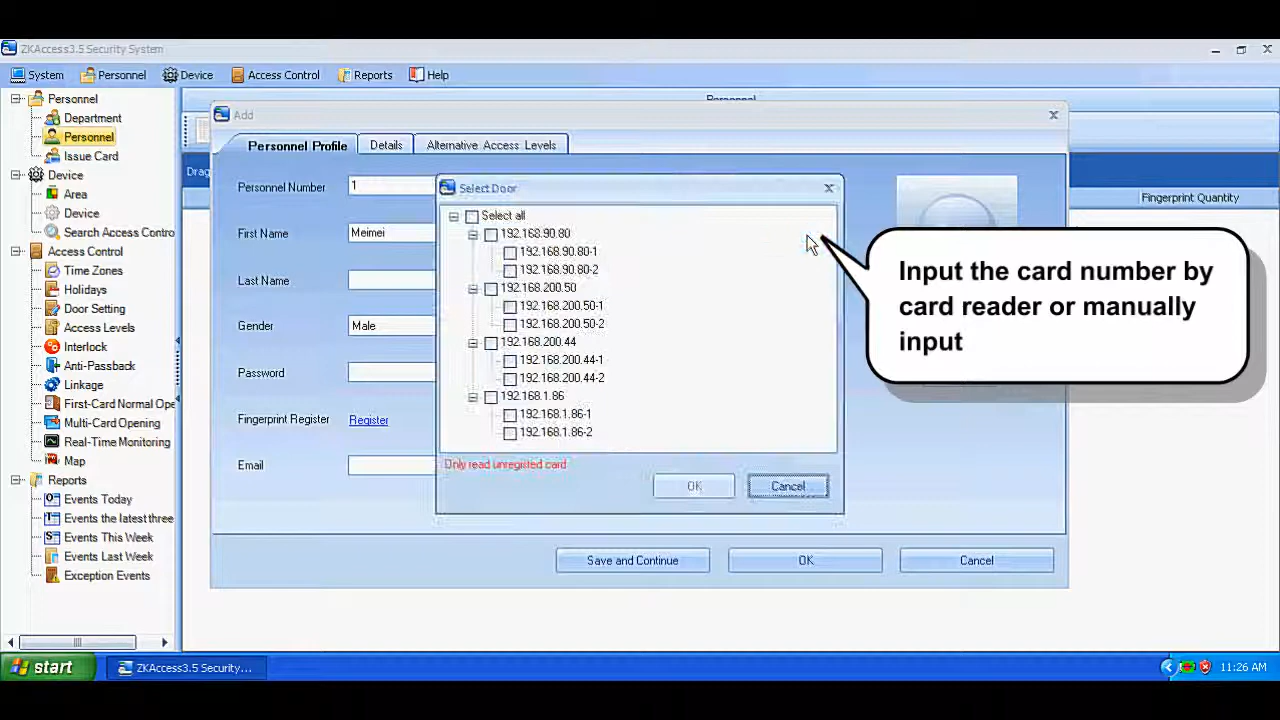 ZKAccess3.5 Security System
System Personnel Device Access Control Reports Help
Personnel
Department
Personnel
Issue Card
Device
Area
Device
Search Access Contro
Access Control
Time Zones
Holidays
Door Setting
Access Levels
Interlock
Anti-Passback
Linkage
First-Card Normal Ope
Multi-Card Opening
Real-Time Monitoring
Map
Reports
Events Today
Events the latest three
Events This Week
Events Last Week
Exception Events
Personnel
Drag
Fingerprint Quantity
Add
Personnel Profile Details Alternative Access Levels
Personnel Number 1
First Name Meimei
Last Name
Gender Male
Password
Fingerprint Register Register
Email
Select Door
Select all
192.168.90.80
192.168.90.80-1
192.168.90.80-2
192.168.200.50
192.168.200.50-1
192.168.200.50-2
192.168.200.44
192.168.200.44-1
192.168.200.44-2
192.168.1.86
192.168.1.86-1
192.168.1.86-2
Only read unregisted card
OK Cancel
Save and Continue OK Cancel
Input the card number by
card reader or manually
input
start ZKAccess3.5 Security... 11:26 AM